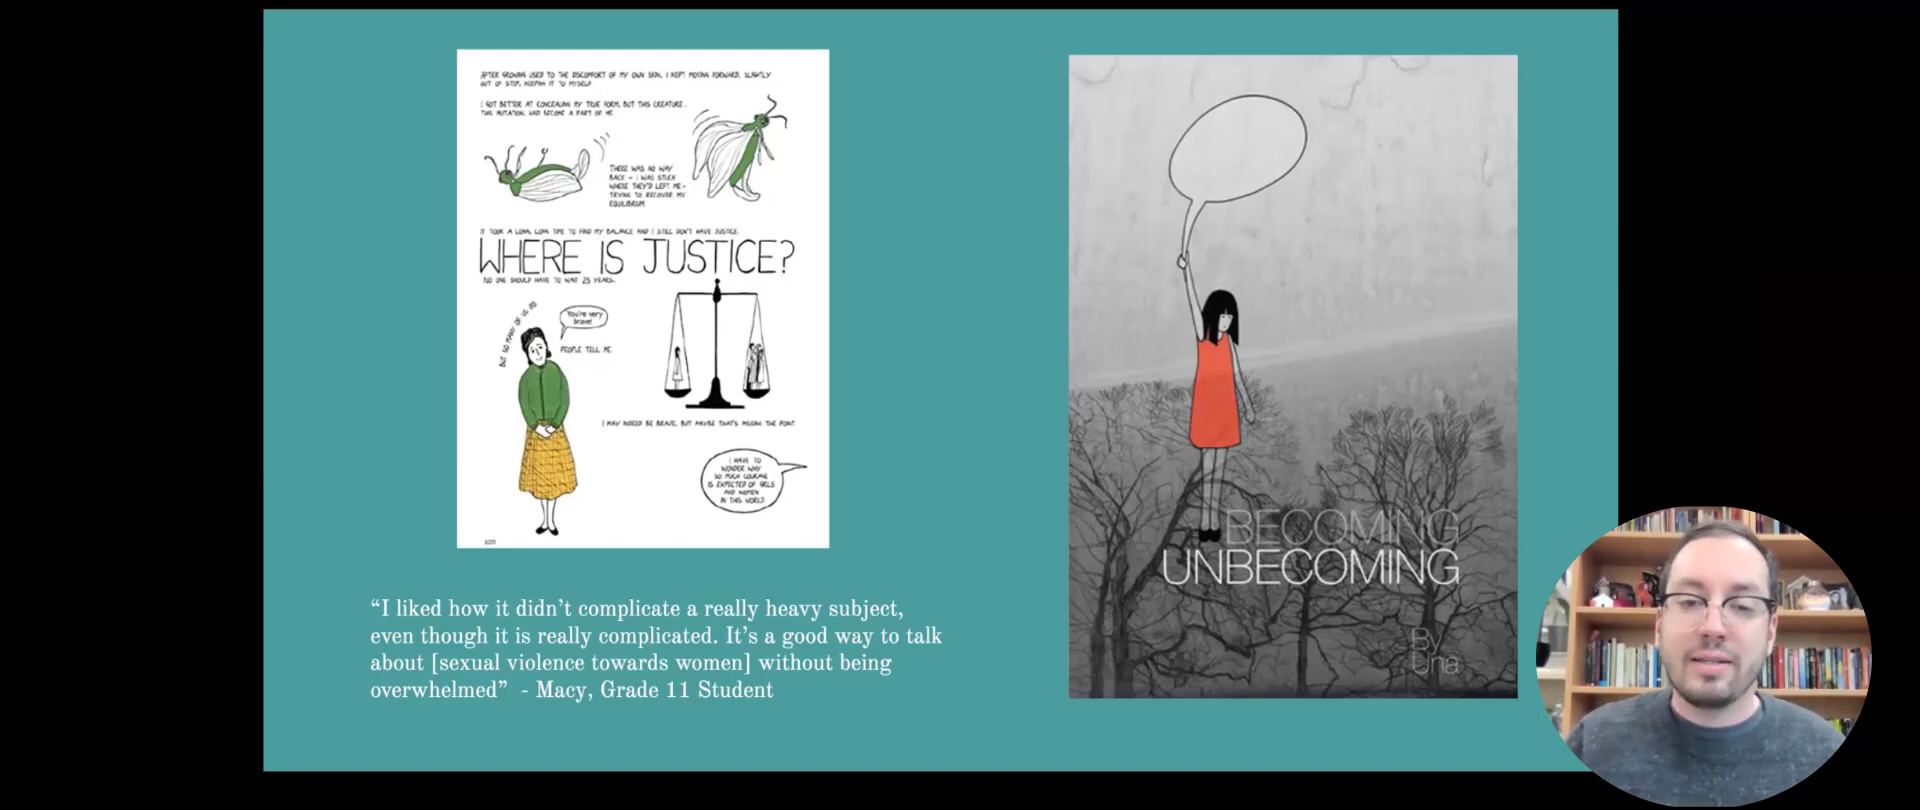 AFTER GROWING USED TO THE DISCOMFORT OF MY OWN SKIN, I KEPT MOVING FORWARD, SLIGHTLY
OUT OF STEP, KEEPING IT TO MYSELF.
I GOT BETTER AT CONCEALING MY TRUE FORM, BUT THIS CREATURE,
THIS MUTATION, HAD BECOME A PART OF ME.
THERE WAS NO WAY
BACK - I WAS STUCK
WHERE THEY'D LEFT ME -
TRYING TO RECOVER MY
EQUILIBRIUM
IT TOOK A LONG, LONG TIME TO FIND MY BALANCE AND I STILL DON'T HAVE JUSTICE.
WHERE IS JUSTICE?
NO ONE SHOULD HAVE TO WAIT 25 YEARS.
BUT SO MANY OF US DO
You're very
brave!
PEOPLE TELL ME.
I MAY INDEED BE BRAVE, BUT MAYBE THAT'S MISSING THE POINT.
I HAVE TO
WONDER WHY
SO MUCH COURAGE
IS EXPECTED OF GIRLS
AND WOMEN
IN THIS WORLD
“I liked how it didn’t complicate a really heavy subject,
even though it is really complicated. It’s a good way to talk
about [sexual violence towards women] without being
overwhelmed” - Macy, Grade 11 Student
BECOMING
UNBECOMING
By
Una